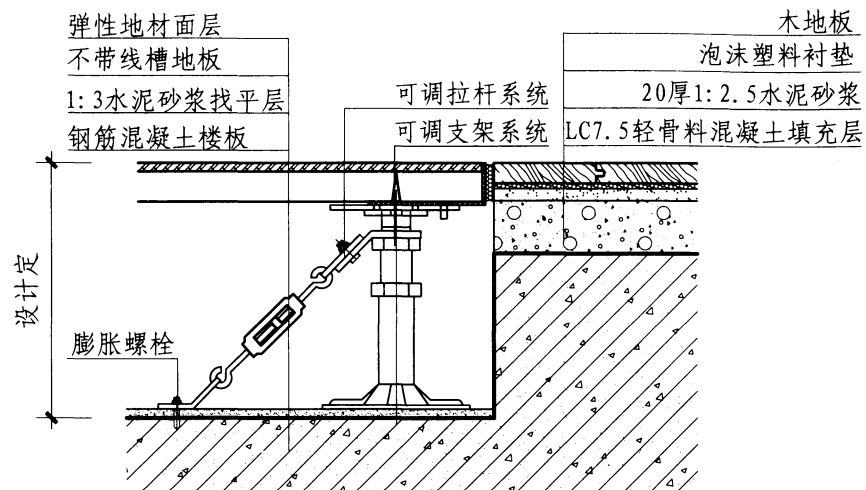 弹性地材面层
不带线槽地板
1:3水泥砂浆找平层
钢筋混凝土楼板
可调拉杆系统
可调支架系统
木地板
泡沫塑料衬垫
20厚1:2.5水泥砂浆
LC7.5轻骨料混凝土填充层
设计定
膨胀螺栓